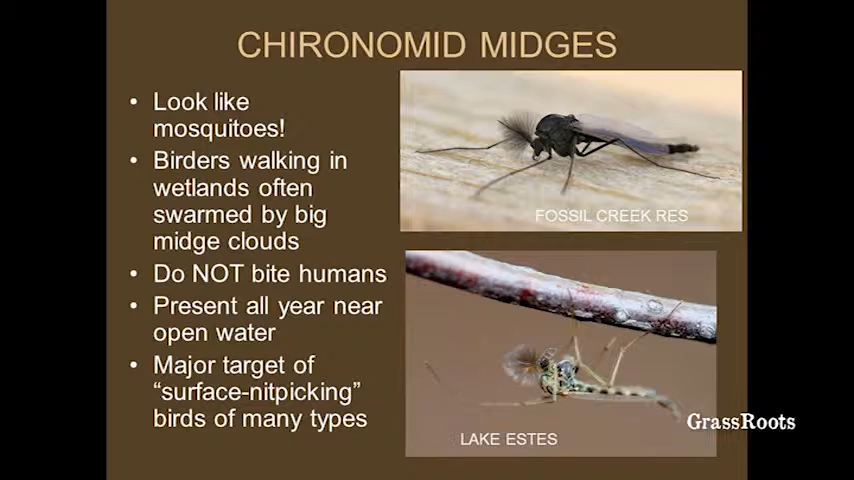 CHIRONOMID MIDGES
• Look like
mosquitoes!
• Birders walking in
wetlands often
swarmed by big
midge clouds
• Do NOT bite humans
• Present all year near
open water
• Major target of
“surface-nitpicking”
birds of many types
FOSSIL CREEK RES
LAKE ESTES
GrassRoots